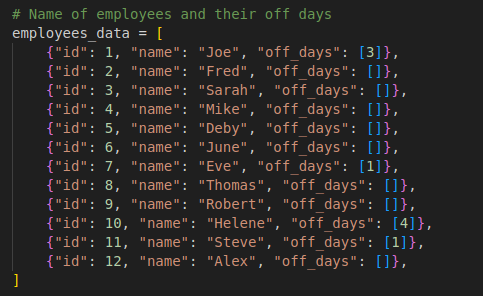 # Name of employees and their off days
employees_data = [
    {"id": 1, "name": "Joe", "off_days": [3]},
    {"id": 2, "name": "Fred", "off_days": []},
    {"id": 3, "name": "Sarah", "off_days": []},
    {"id": 4, "name": "Mike", "off_days": []},
    {"id": 5, "name": "Deby", "off_days": []},
    {"id": 6, "name": "June", "off_days": []},
    {"id": 7, "name": "Eve", "off_days": [1]},
    {"id": 8, "name": "Thomas", "off_days": []},
    {"id": 9, "name": "Robert", "off_days": []},
    {"id": 10, "name": "Helene", "off_days": [4]},
    {"id": 11, "name": "Steve", "off_days": [1]},
    {"id": 12, "name": "Alex", "off_days": []},
]